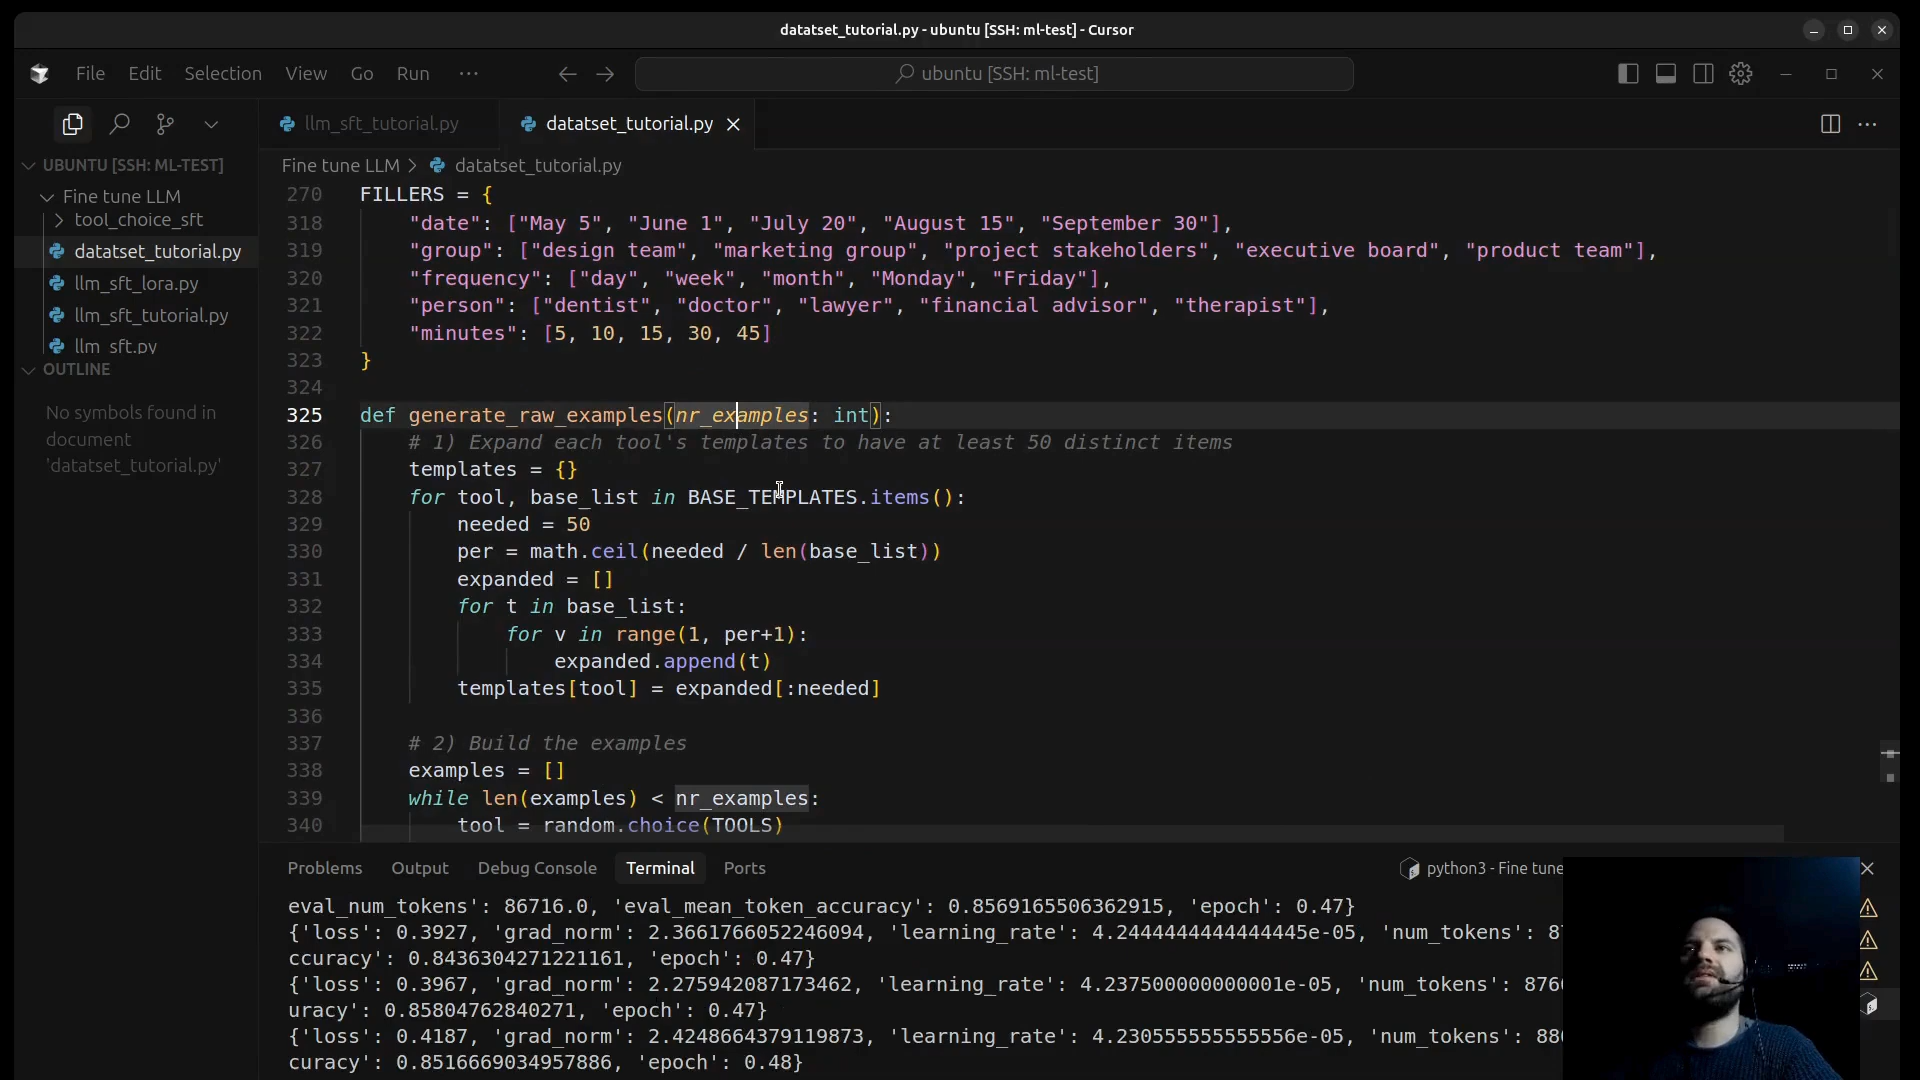 datatset_tutorial.py - ubuntu [SSH: ml-test] - Cursor
File Edit Selection View Go Run ··· ubuntu [SSH: ml-test]
llm_sft_tutorial.py datatset_tutorial.py
UBUNTU [SSH: ML-TEST]
Fine tune LLM
tool_choice_sft
datatset_tutorial.py
llm_sft_lora.py
llm_sft_tutorial.py
llm_sft.py
OUTLINE
No symbols found in
document
'datatset_tutorial.py'
Fine tune LLM > datatset_tutorial.py
270 FILLERS = {
318 "date": ["May 5", "June 1", "July 20", "August 15", "September 30"],
319 "group": ["design team", "marketing group", "project stakeholders", "executive board", "product team"],
320 "frequency": ["day", "week", "month", "Monday", "Friday"],
321 "person": ["dentist", "doctor", "lawyer", "financial advisor", "therapist"],
322 "minutes": [5, 10, 15, 30, 45]
323 }
324
325 def generate_raw_examples(nr_examples: int):
326 # 1) Expand each tool's templates to have at least 50 distinct items
327 templates = {}
328 for tool, base_list in BASE_TEMPLATES.items():
329 needed = 50
330 per = math.ceil(needed / len(base_list))
331 expanded = []
332 for t in base_list:
333 for v in range(1, per+1):
334 expanded.append(t)
335 templates[tool] = expanded[:needed]
336
337 # 2) Build the examples
338 examples = []
339 while len(examples) < nr_examples:
340 tool = random.choice(TOOLS)
Problems Output Debug Console Terminal Ports python3 - Fine tune
eval_num_tokens': 86716.0, 'eval_mean_token_accuracy': 0.8569165506362915, 'epoch': 0.47}
{'loss': 0.3927, 'grad_norm': 2.3661766052246094, 'learning_rate': 4.2444444444444445e-05, 'num_tokens': 87
ccuracy': 0.8436304271221161, 'epoch': 0.47}
{'loss': 0.3967, 'grad_norm': 2.275942087173462, 'learning_rate': 4.237500000000001e-05, 'num_tokens': 876
uracy': 0.85804762840271, 'epoch': 0.47}
{'loss': 0.4187, 'grad_norm': 2.4248664379119873, 'learning_rate': 4.230555555555556e-05, 'num_tokens': 880
curacy': 0.8516669034957886, 'epoch': 0.48}